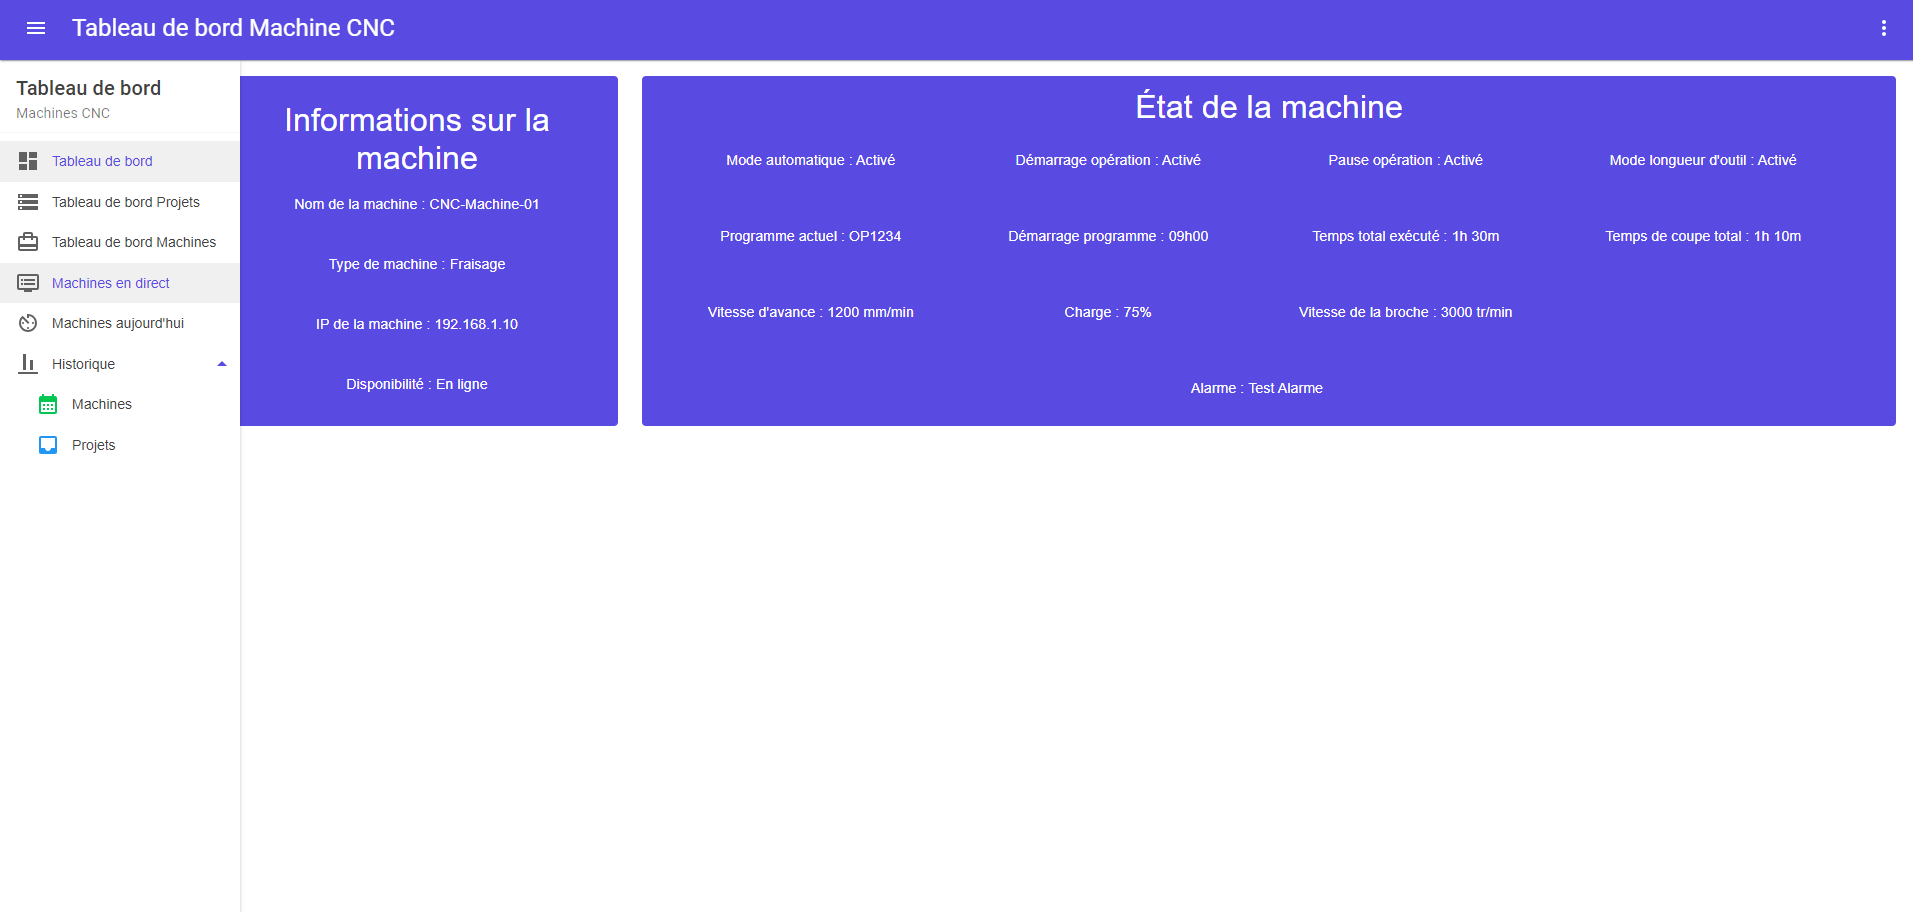 Tableau de bord Machine CNC
Tableau de bord
Machines CNC
Tableau de bord
Tableau de bord Projets
Tableau de bord Machines
Machines en direct
Machines aujourd'hui
Historique
Machines
Projets
Informations sur la
machine
Nom de la machine : CNC-Machine-01
Type de machine : Fraisage
IP de la machine : 192.168.1.10
Disponibilité : En ligne
État de la machine
Mode automatique : Activé
Démarrage opération : Activé
Pause opération : Activé
Mode longueur d'outil : Activé
Programme actuel : OP1234
Démarrage programme : 09h00
Temps total exécuté : 1h 30m
Temps de coupe total : 1h 10m
Vitesse d'avance : 1200 mm/min
Charge : 75%
Vitesse de la broche : 3000 tr/min
Alarme : Test Alarme